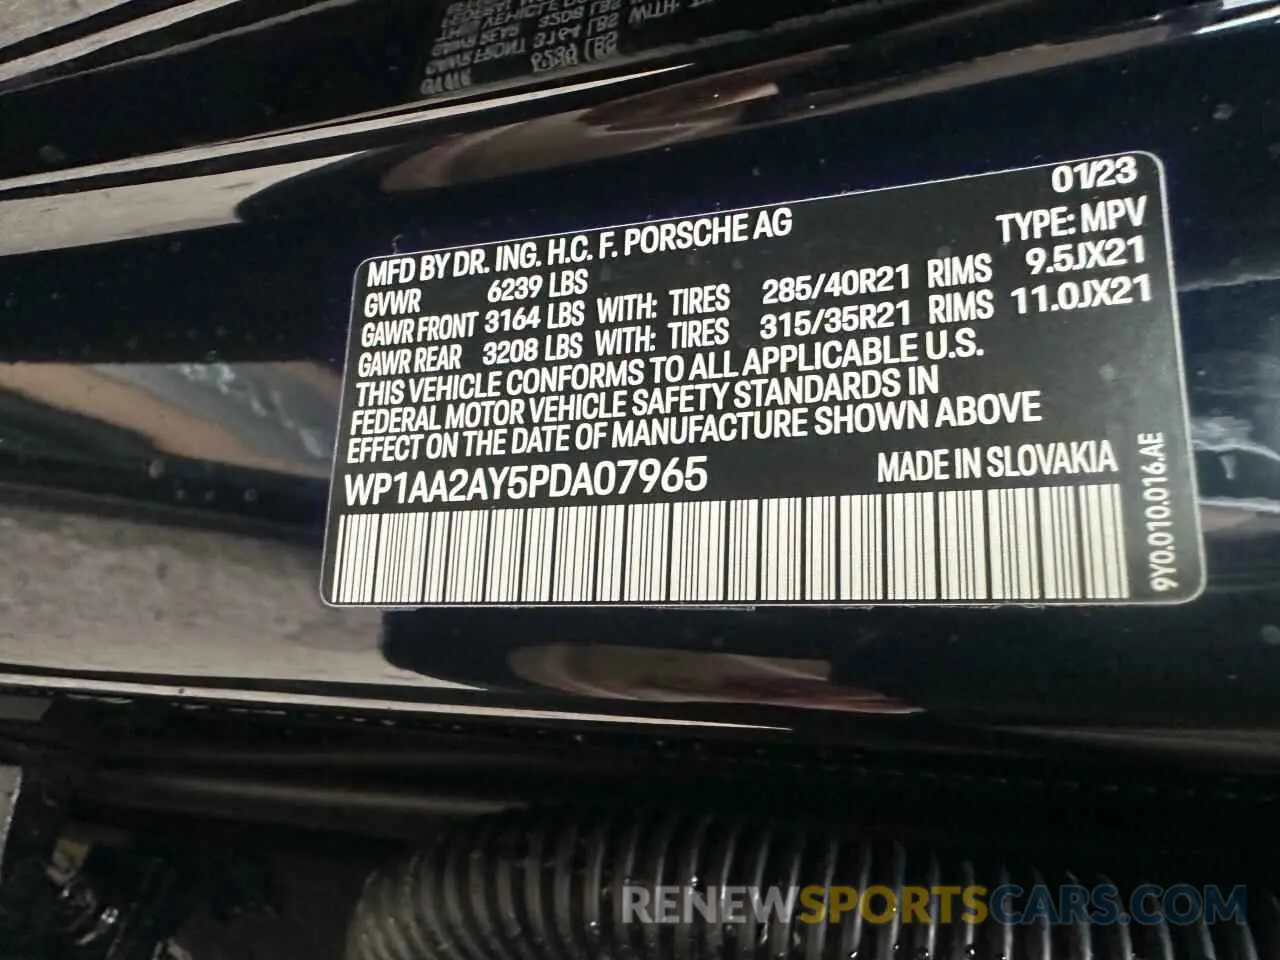 01/23
MFD BY DR. ING. H.C. F. PORSCHE AG TYPE: MPV
GVWR 6239 LBS
GAWR FRONT 3164 LBS WITH: TIRES 285/40R21 RIMS 9.5JX21
GAWR REAR 3208 LBS WITH: TIRES 315/35R21 RIMS 11.0JX21
THIS VEHICLE CONFORMS TO ALL APPLICABLE U.S.
FEDERAL MOTOR VEHICLE SAFETY STANDARDS IN
EFFECT ON THE DATE OF MANUFACTURE SHOWN ABOVE
WP1AA2AY5PDA07965 MADE IN SLOVAKIA
9Y0.010.016.AE
RENEWSPORTSCARS.COM